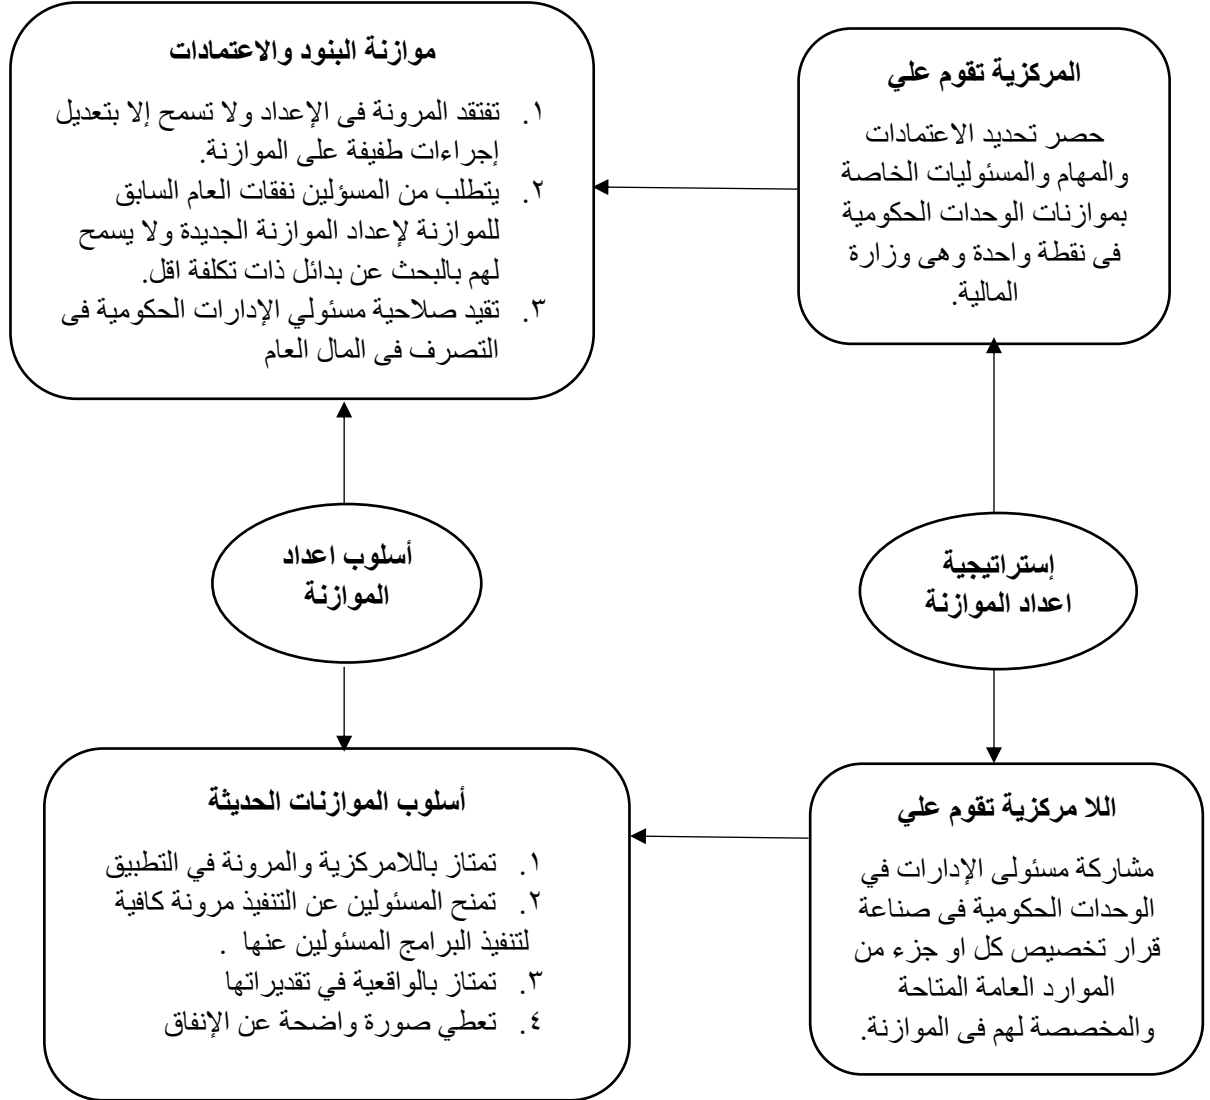 المركزية تقوم علي
حصر تحديد الاعتمادات
والمهام والمسئوليات الخاصة
بموازنات الوحدات الحكومية
فى نقطة واحدة وهى وزارة
المالية.
موازنة البنود والاعتمادات
١. تفتقد المرونة فى الإعداد ولا تسمح إلا بتعديل
إجراءات طفيفة على الموازنة.
٢. يتطلب من المسؤلين نفقات العام السابق
للموازنة لإعداد الموازنة الجديدة ولا يسمح
لهم بالبحث عن بدائل ذات تكلفة اقل.
٣. تقيد صلاحية مسئولي الإدارات الحكومية فى
التصرف فى المال العام
إستراتيجية
اعداد الموازنة
أسلوب اعداد
الموازنة
اللا مركزية تقوم علي
مشاركة مسئولى الإدارات في
الوحدات الحكومية فى صناعة
قرار تخصيص كل او جزء من
الموارد العامة المتاحة
والمخصصة لهم فى الموازنة.
أسلوب الموازنات الحديثة
١. تمتاز باللامركزية والمرونة في التطبيق
٢. تمنح المسئولين عن التنفيذ مرونة كافية
لتنفيذ البرامج المسئولين عنها .
٣. تمتاز بالواقعية في تقديراتها
٤. تعطي صورة واضحة عن الإنفاق